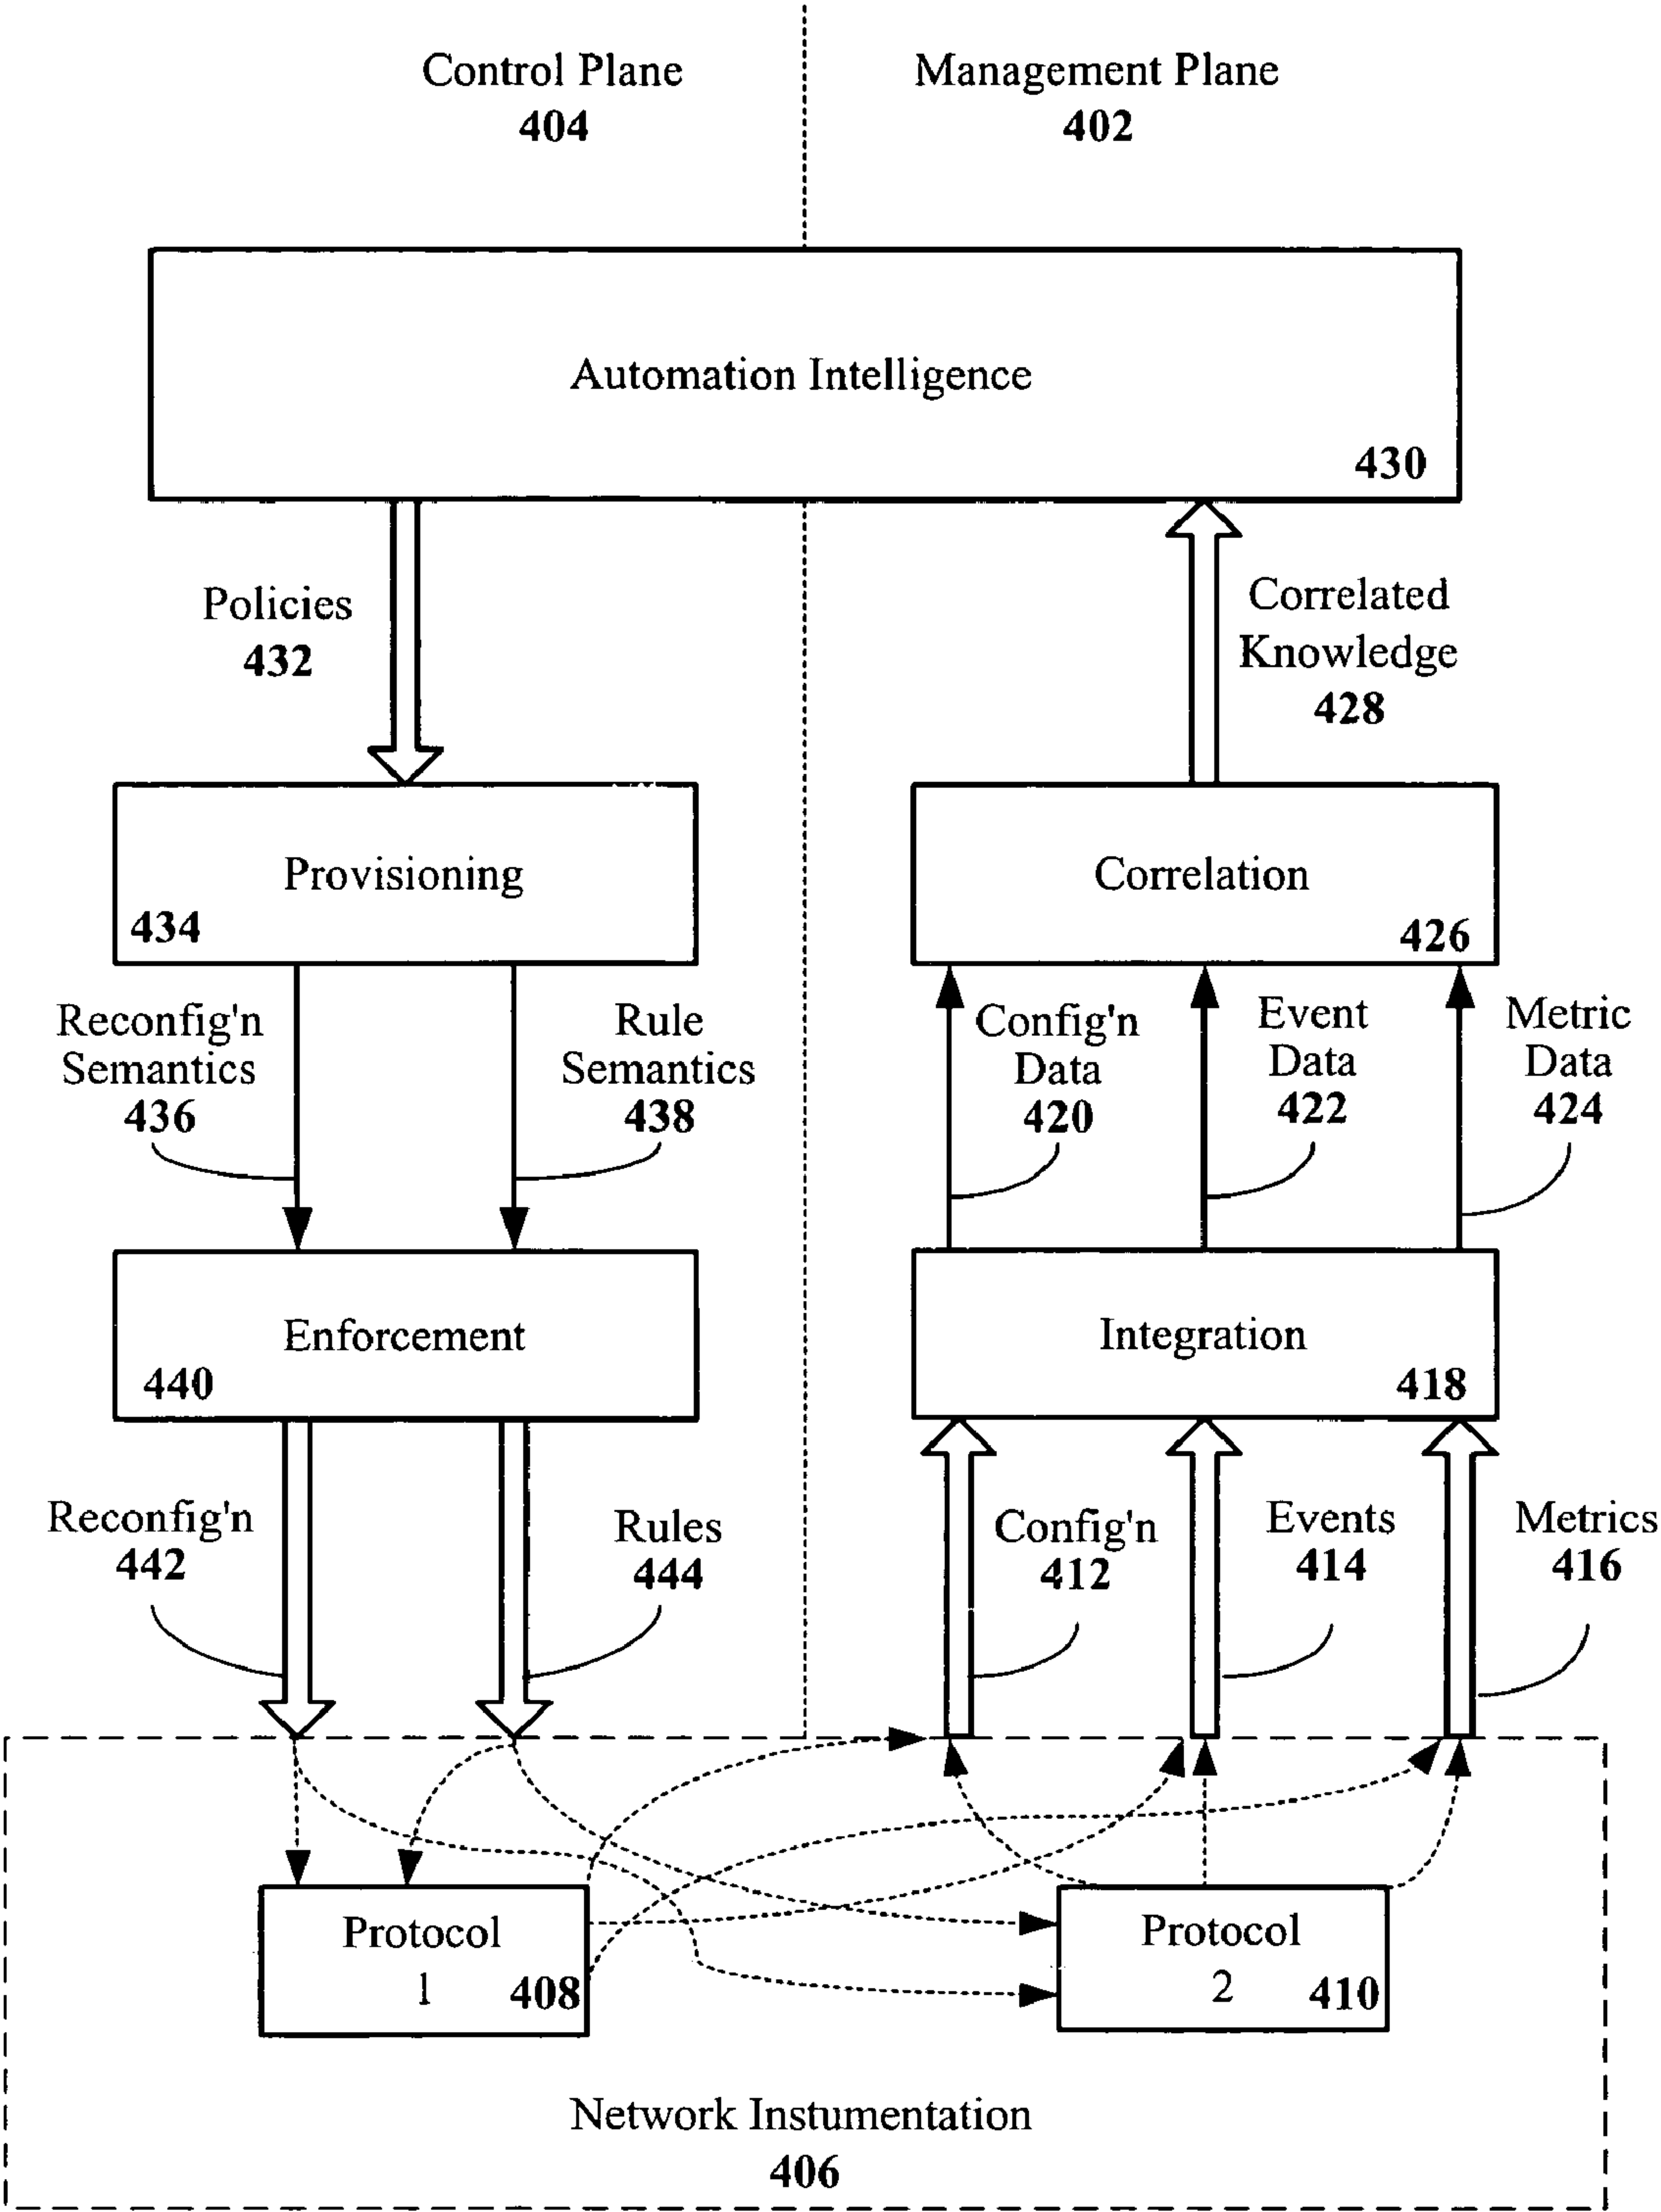 Control Plane
404
Management Plane
402
Automation Intelligence
430
Policies
432
Correlated
Knowledge
428
Provisioning
434
Correlation
426
Reconfig'n
Semantics
436
Rule
Semantics
438
Config'n
Data
420
Event
Data
422
Metric
Data
424
Enforcement
440
Integration
418
Reconfig'n
442
Rules
444
Config'n
412
Events
414
Metrics
416
Protocol
1
408
Protocol
2
410
Network Instumentation
406